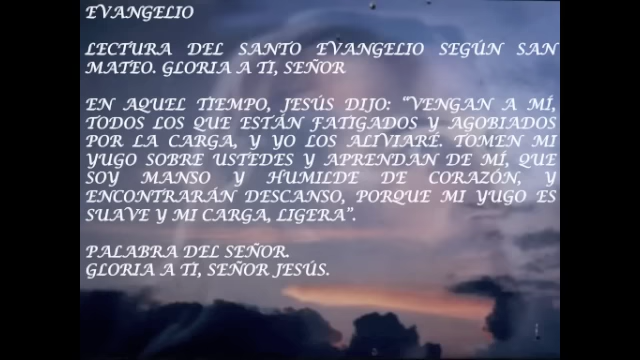 EVANGELIO
LECTURA DEL SANTO EVANGELIO SEGÚN SAN
MATEO. GLORIA A TI, SEÑOR
EN AQUEL TIEMPO, JESÚS DIJO: “VENGAN A MÍ,
TODOS LOS QUE ESTÁN FATIGADOS Y AGOBIADOS
POR LA CARGA, Y YO LOS ALIVIARÉ. TOMEN MI
YUGO SOBRE USTEDES Y APRENDAN DE MÍ, QUE
SOY MANSO Y HUMILDE DE CORAZÓN, Y
ENCONTRARÁN DESCANSO, PORQUE MI YUGO ES
SUAVE Y MI CARGA, LIGERA”.
PALABRA DEL SEÑOR.
GLORIA A TI, SEÑOR JESÚS.